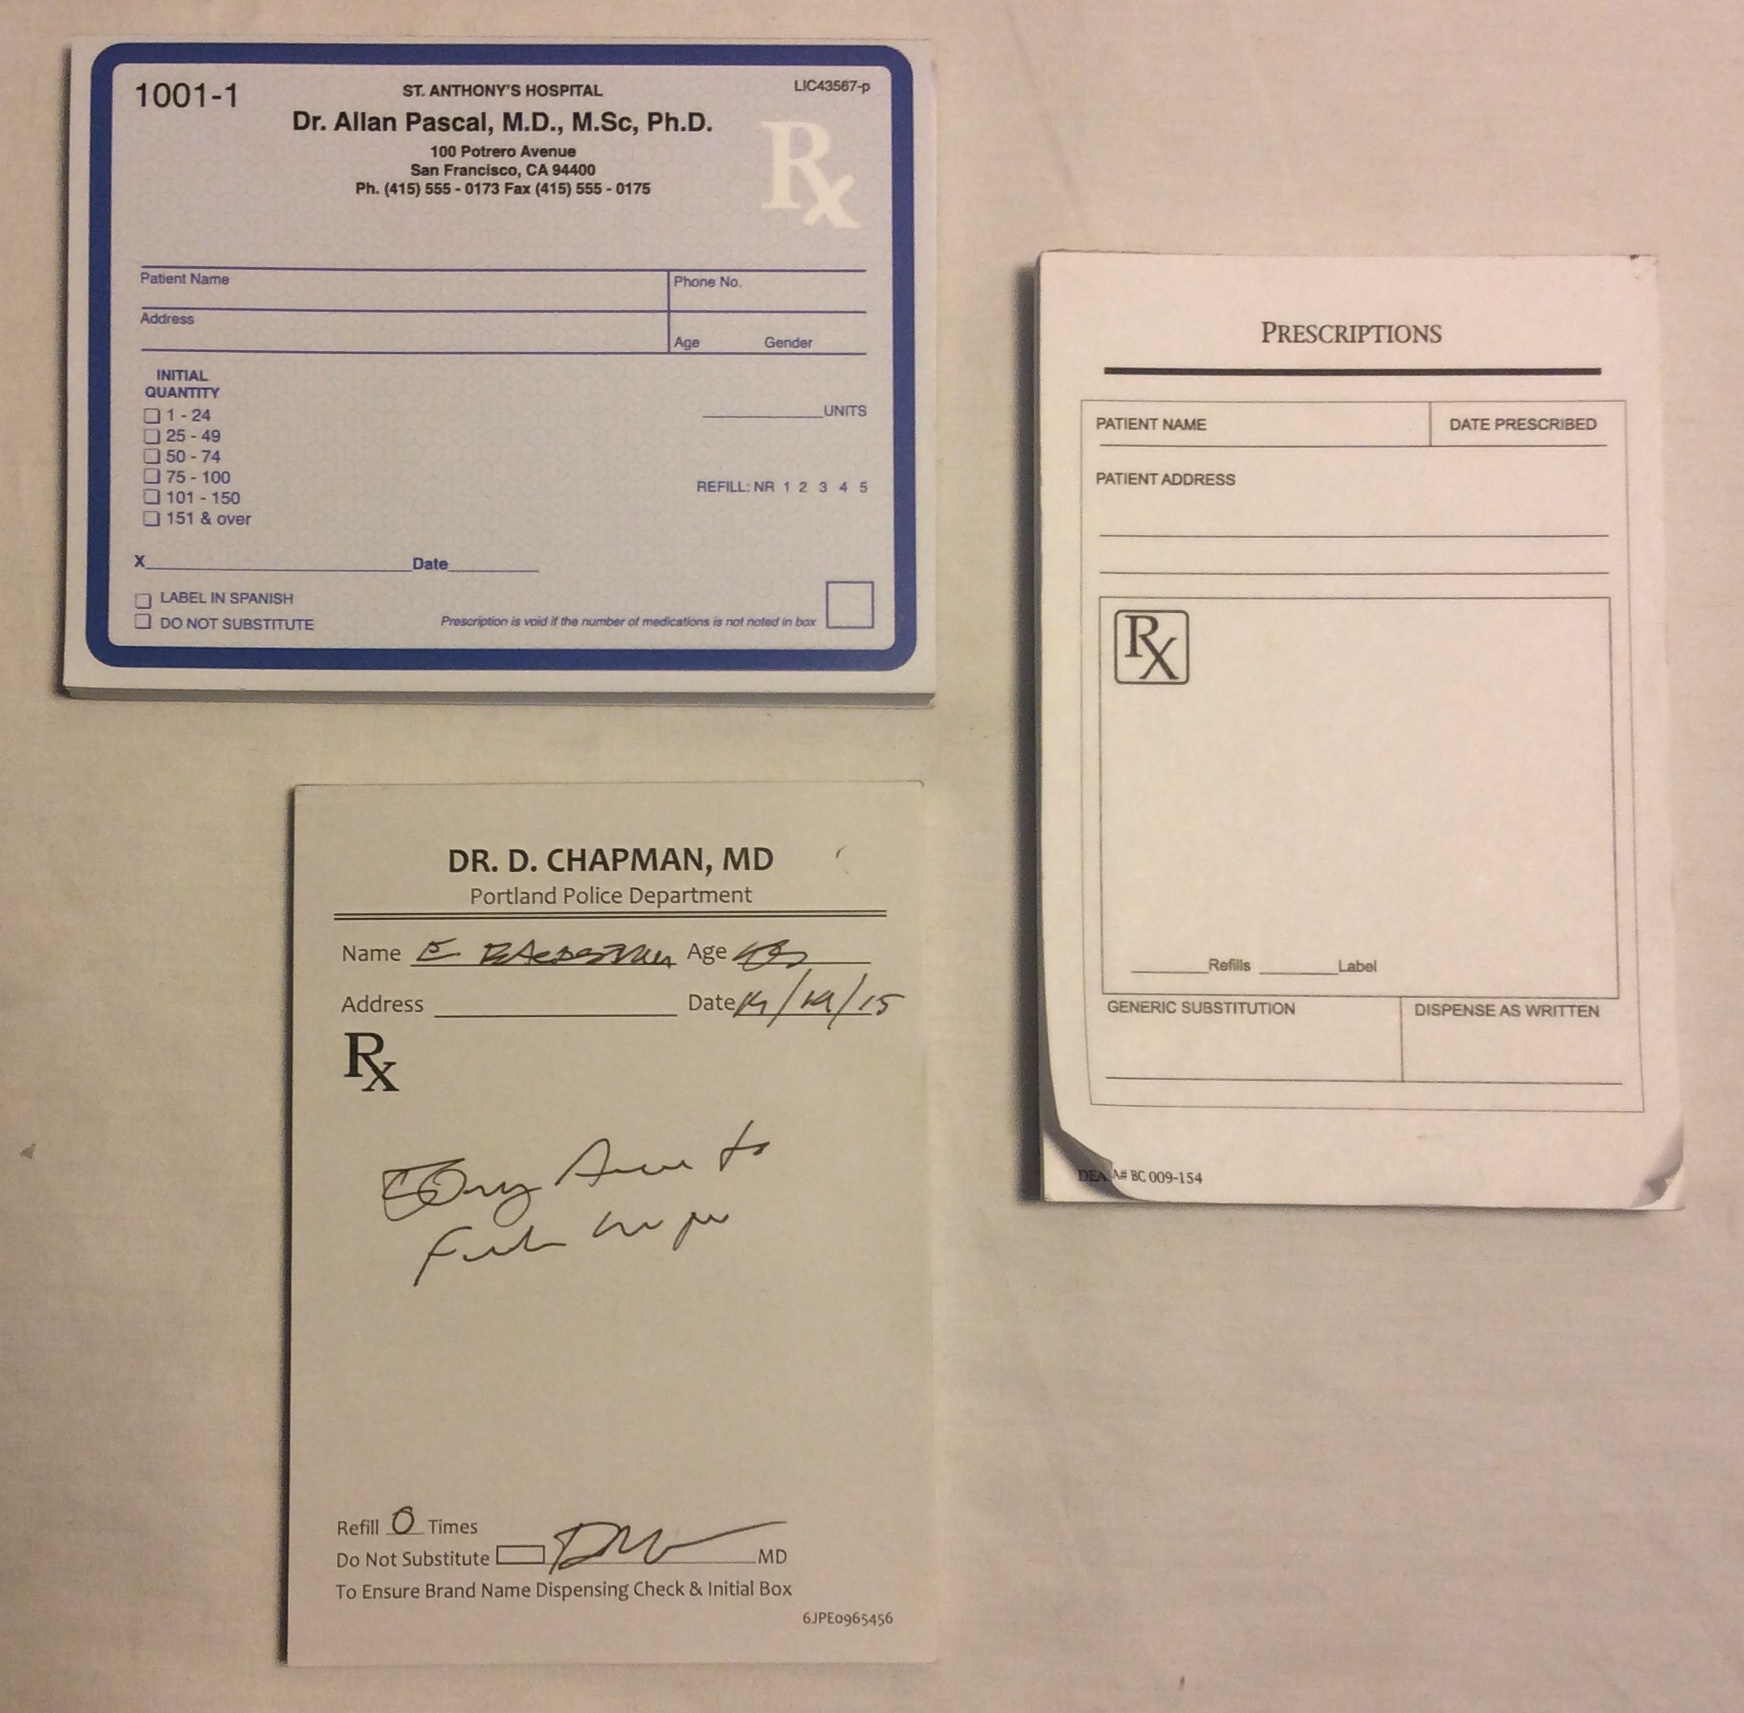 1001-1
ST. ANTHONY'S HOSPITAL
LIC43567-p
Dr. Allan Pascal, M.D., M.Sc, Ph.D.
100 Potrero Avenue
San Francisco, CA 94400
Ph. (415) 555 - 0173 Fax (415) 555 - 0175
Rx
Patient Name
Phone No.
Address
Age Gender
INITIAL
QUANTITY
1 - 24
25 - 49
50 - 74
75 - 100
101 - 150
151 & over
UNITS
REFILL: NR 1 2 3 4 5
X Date
LABEL IN SPANISH
DO NOT SUBSTITUTE
Prescription is void if the number of medications is not noted in box
PRESCRIPTIONS
PATIENT NAME DATE PRESCRIBED
PATIENT ADDRESS
Rx
Refills Label
GENERIC SUBSTITUTION DISPENSE AS WRITTEN
DEA A# BC 009-154
DR. D. CHAPMAN, MD
Portland Police Department
Name E. Age
Address Date /15
Rx
Refill 0 Times
Do Not Substitute MD
To Ensure Brand Name Dispensing Check & Initial Box
6JPE0965456